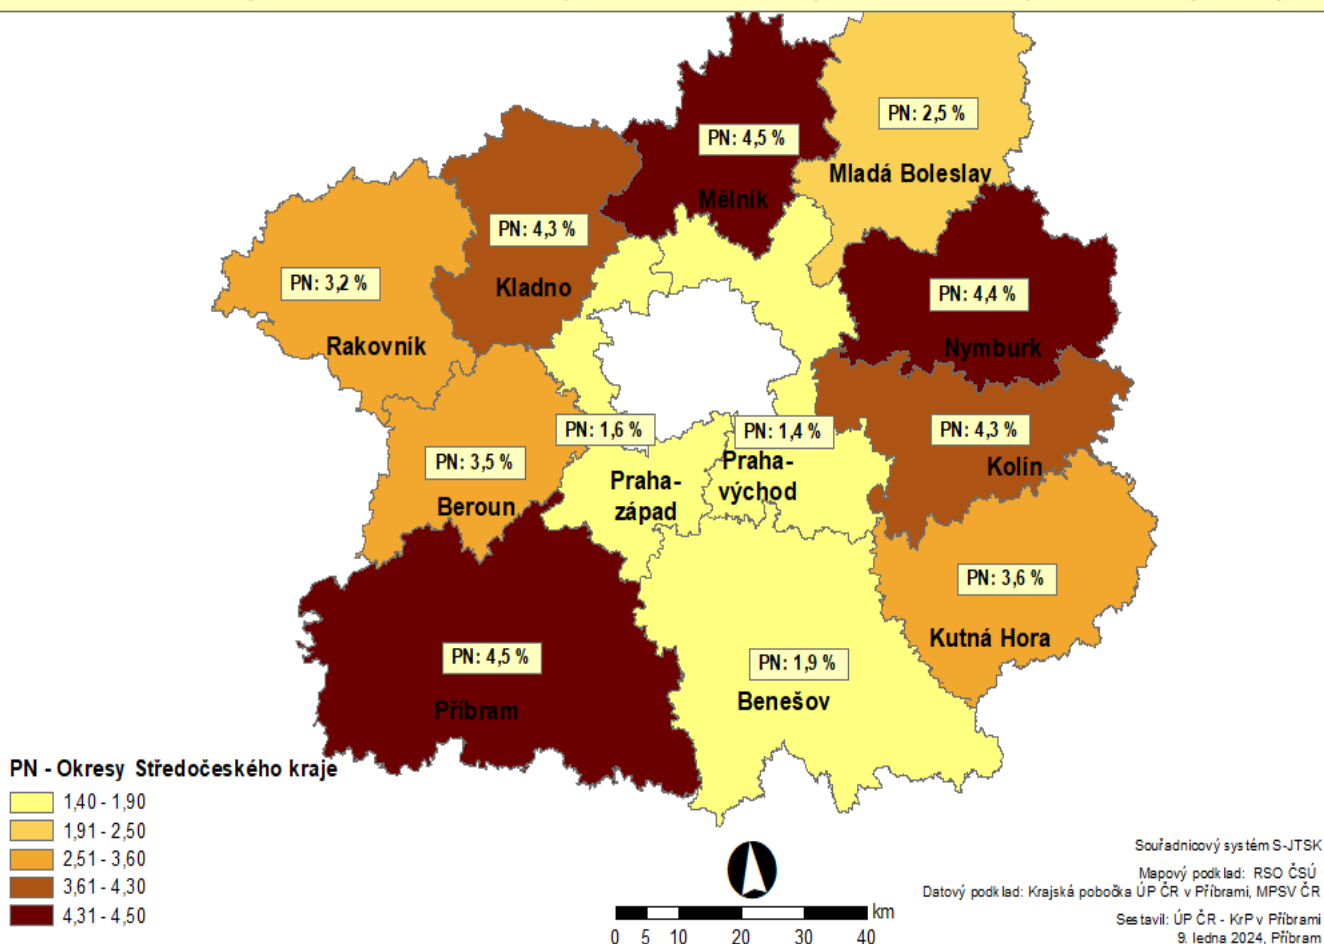 PN: 2,5 %
Mladá Boleslav
PN: 4,5 %
Mělník
PN: 4,3 %
Kladno
PN: 3,2 %
Rakovník
PN: 4,4 %
Nymburk
PN: 1,6 %
Praha-
západ
PN: 1,4 %
Praha-
východ
PN: 4,3 %
Kolín
PN: 3,5 %
Beroun
PN: 3,6 %
Kutná Hora
PN: 4,5 %
Příbram
PN: 1,9 %
Benešov
PN - Okresy Středočeského kraje
1,40 - 1,90
1,91 - 2,50
2,51 - 3,60
3,61 - 4,30
4,31 - 4,50
km
0 5 10 20 30 40
Souřadnicový systém S-JTSK
Mapový podklad: RSO ČSÚ
Datový podklad: Krajská pobočka ÚP ČR v Příbrami, MPSV ČR
Sestavil: ÚP ČR - KrP v Příbrami
9. ledna 2024, Příbram